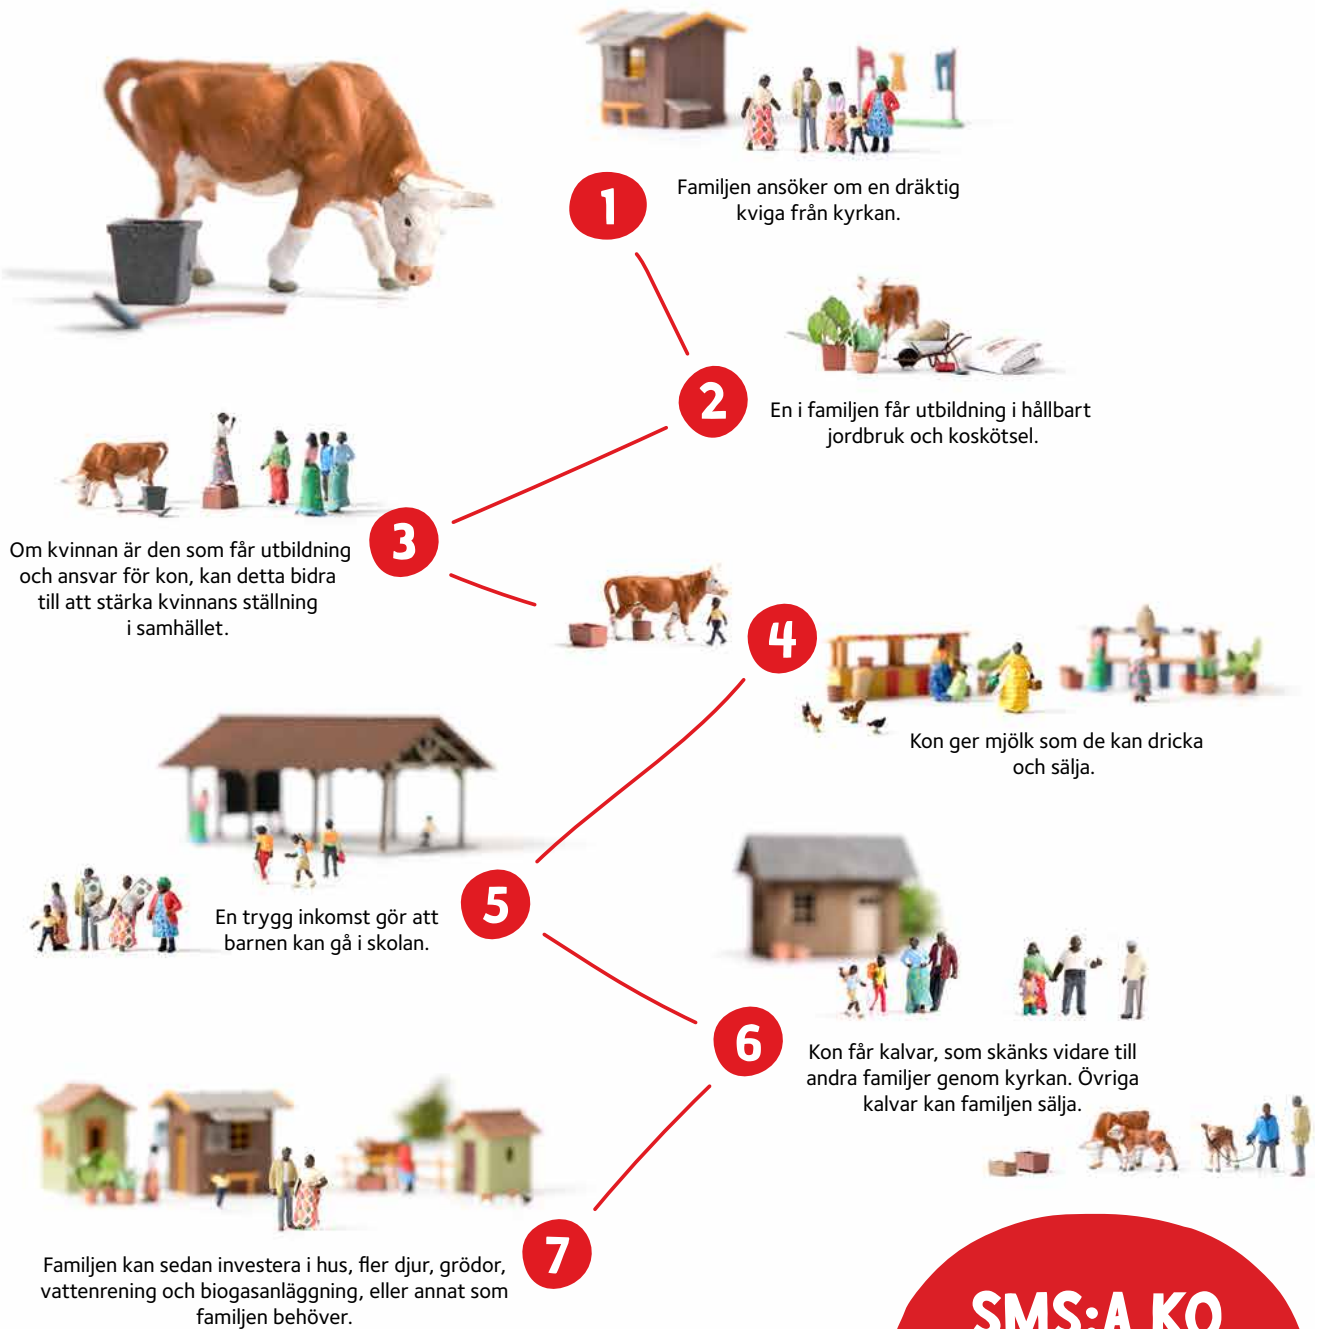 1
Familjen ansöker om en dräktig
kviga från kyrkan.
2
En i familjen får utbildning i hållbart
jordbruk och koskötsel.
3
Om kvinnan är den som får utbildning
och ansvar för kon, kan detta bidra
till att stärka kvinnans ställning
i samhället.
4
Kon ger mjölk som de kan dricka
och sälja.
5
En trygg inkomst gör att
barnen kan gå i skolan.
6
Kon får kalvar, som skänks vidare till
andra familjer genom kyrkan. Övriga
kalvar kan familjen sälja.
7
Familjen kan sedan investera i hus, fler djur, grödor,
vattenrening och biogasanläggning, eller annat som
familjen behöver.
SMS:A KO